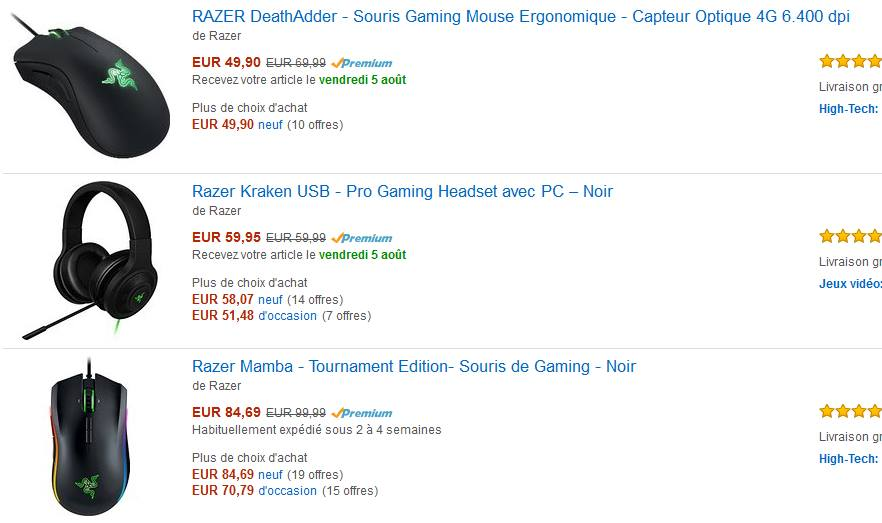 RAZER DeathAdder - Souris Gaming Mouse Ergonomique - Capteur Optique 4G 6.400 dpi
de Razer
EUR 49,90 EUR 69,99 Premium
Recevez votre article le vendredi 5 août
Livraison gr
Plus de choix d'achat
High-Tech:
EUR 49,90 neuf (10 offres)
Razer Kraken USB - Pro Gaming Headset avec PC – Noir
de Razer
EUR 59,95 EUR 59,99 Premium
Recevez votre article le vendredi 5 août
Livraison gr
Plus de choix d'achat
Jeux vidéo:
EUR 58,07 neuf (14 offres)
EUR 51,48 d'occasion (7 offres)
Razer Mamba - Tournament Edition- Souris de Gaming - Noir
de Razer
EUR 84,69 EUR 99,99 Premium
Habituellement expédié sous 2 à 4 semaines
Livraison gr
Plus de choix d'achat
High-Tech:
EUR 84,69 neuf (19 offres)
EUR 70,79 d'occasion (15 offres)